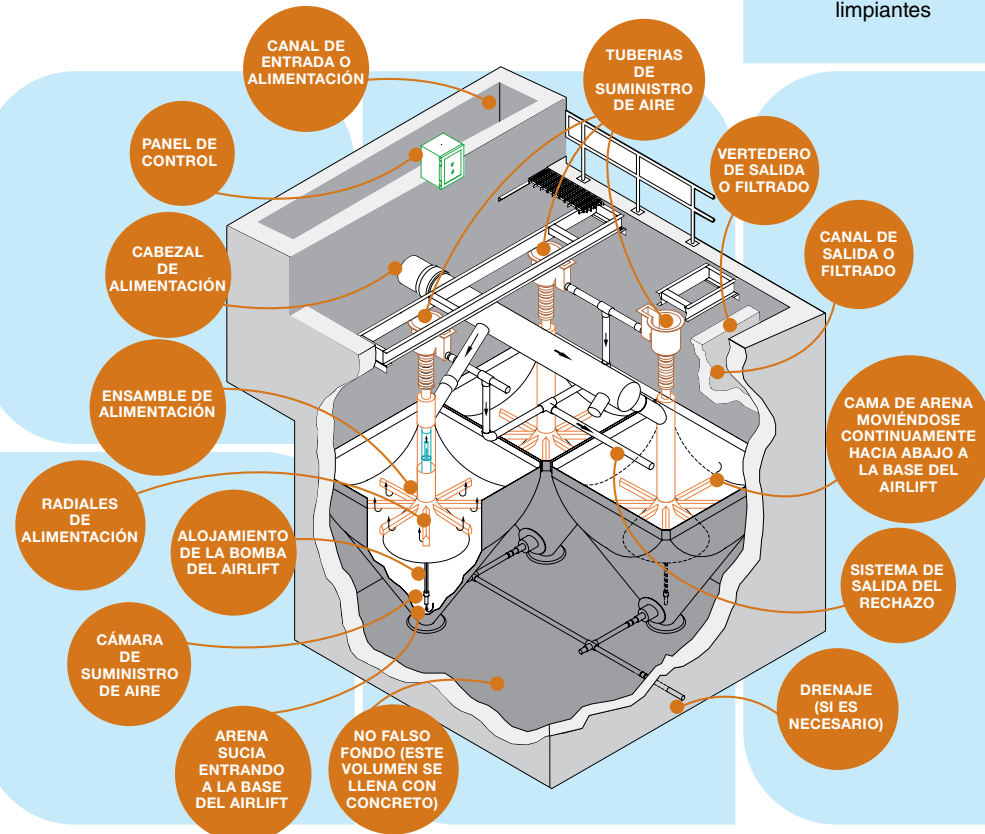 limpiantes
CANAL DE
ENTRADA O
ALIMENTACIÓN
TUBERIAS
DE
SUMINISTRO
DE AIRE
PANEL DE
CONTROL
VERTEDERO
DE SALIDA
O FILTRADO
CABEZAL
DE
ALIMENTACIÓN
CANAL DE
SALIDA O
FILTRADO
ENSAMBLE DE
ALIMENTACIÓN
CAMA DE ARENA
MOVIÉNDOSE
CONTINUAMENTE
HACIA ABAJO A
LA BASE DEL
AIRLIFT
RADIALES
DE
ALIMENTACIÓN
ALOJAMIENTO
DE LA BOMBA
DEL AIRLIFT
SISTEMA DE
SALIDA DEL
RECHAZO
CÁMARA
DE
SUMINISTRO
DE AIRE
DRENAJE
(SI ES
NECESARIO)
ARENA
SUCIA
ENTRANDO
A LA BASE
DEL AIRLIFT
NO FALSO
FONDO (ESTE
VOLUMEN SE
LLENA CON
CONCRETO)